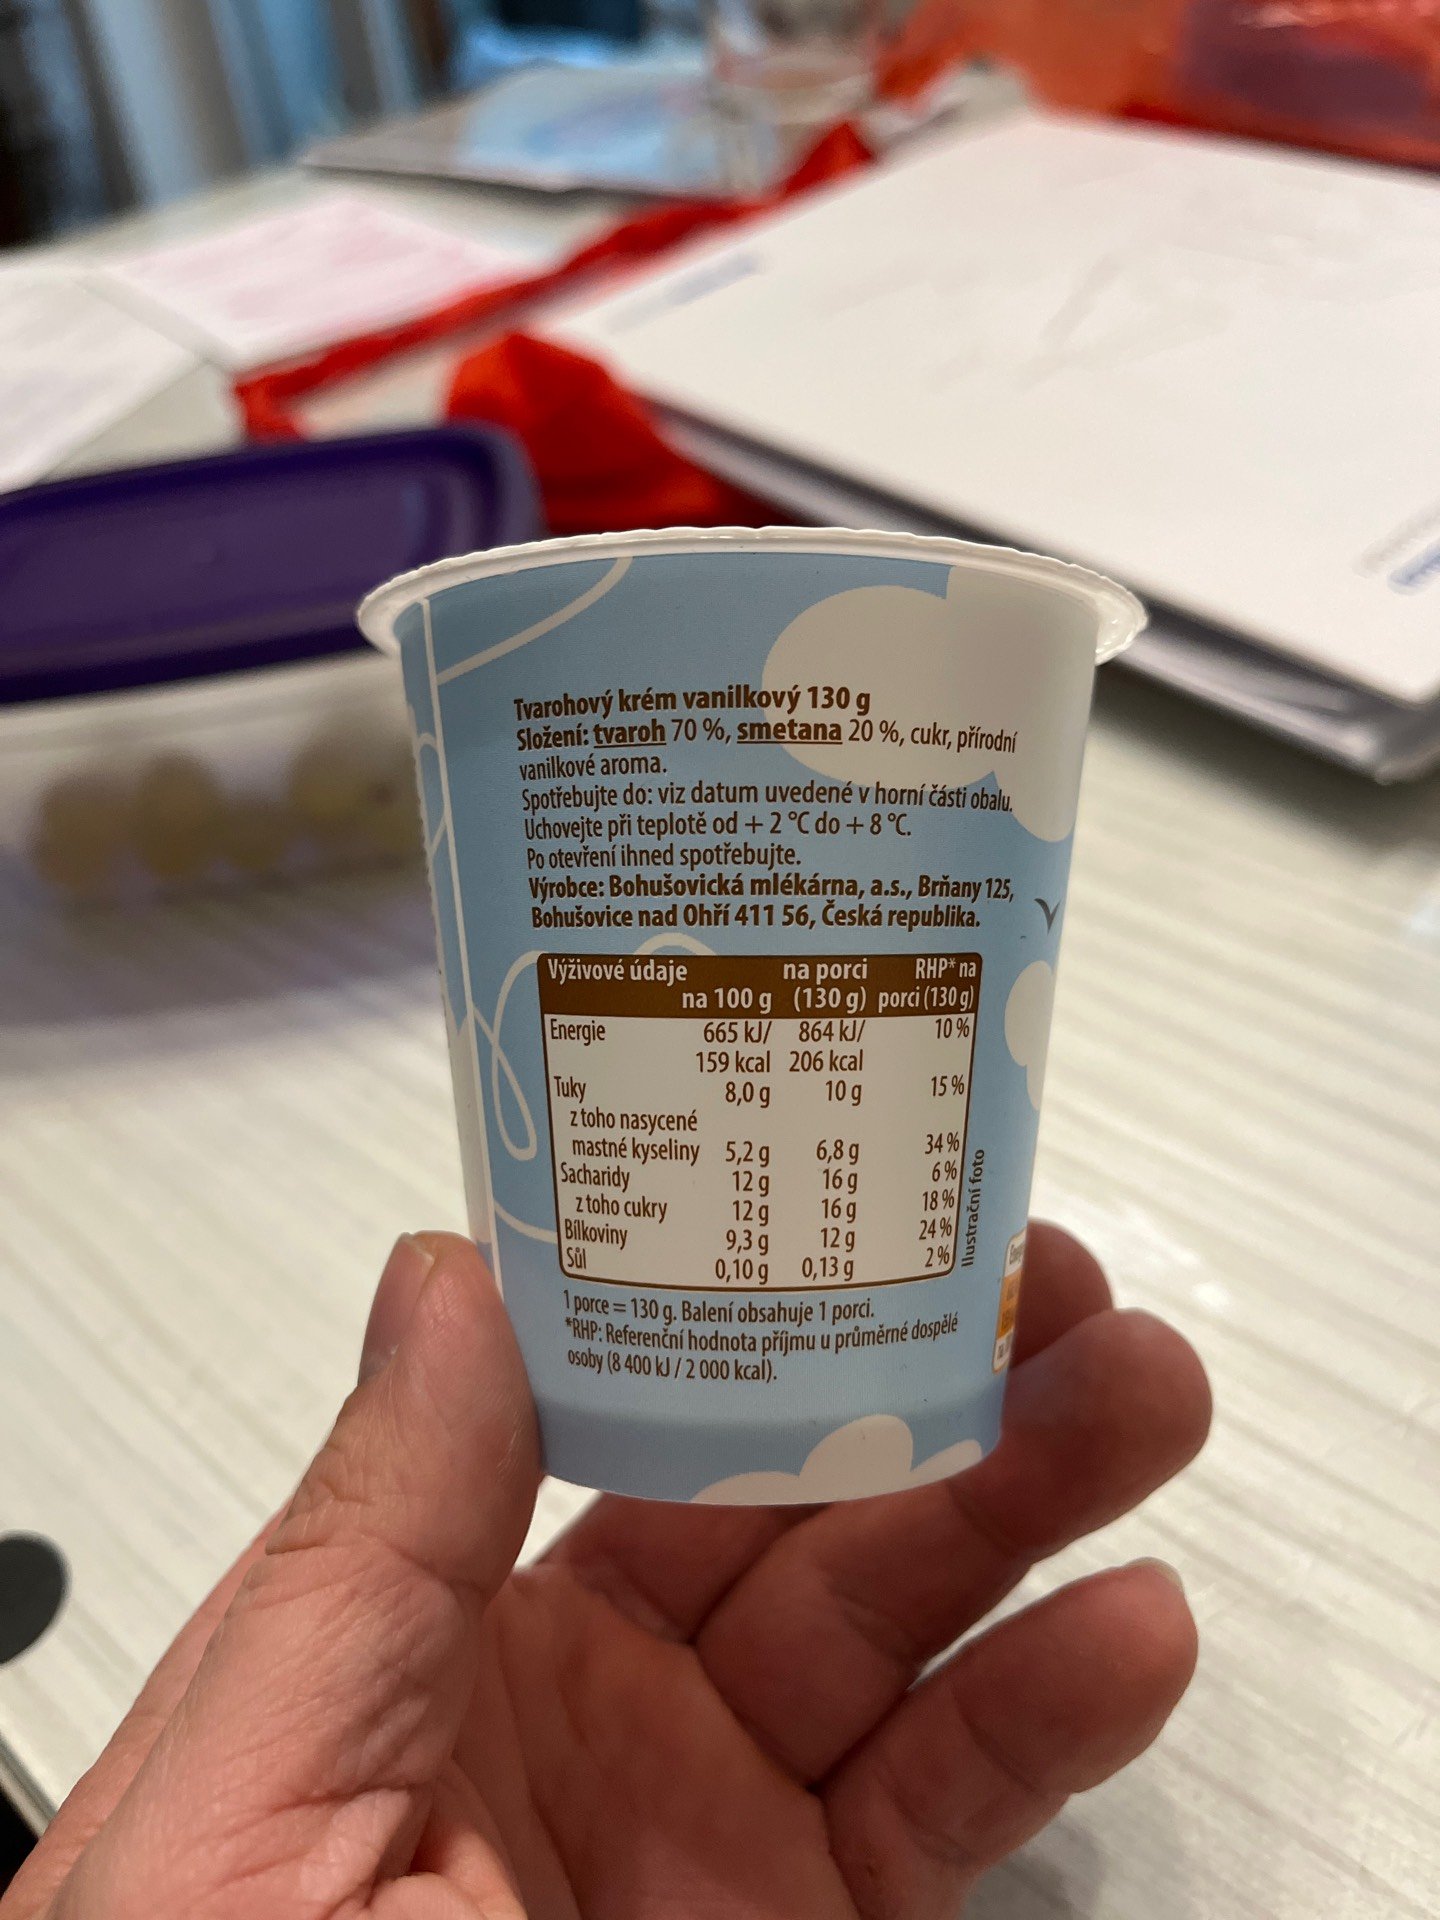 Tvarohový krém vanilkový 130 g
Složení: tvaroh 70 %, smetana 20 %, cukr, přírodní
vanilkové aroma.
Spotřebujte do: viz datum uvedené v horní části obalu.
Uchovejte při teplotě od + 2 °C do + 8 °C.
Po otevření ihned spotřebujte.
Výrobce: Bohušovická mlékárna, a.s., Brňany 125,
Bohušovice nad Ohří 411 56, Česká republika.
Výživové údaje na porci RHP* na
na 100 g (130 g) porci (130 g)
Energie 665 kJ/ 864 kJ/ 10 %
159 kcal 206 kcal
Tuky 8,0 g 10 g 15 %
z toho nasycené
mastné kyseliny 5,2 g 6,8 g 34 %
Sacharidy 12 g 16 g 6 %
z toho cukry 12 g 16 g 18 %
Bílkoviny 9,3 g 12 g 24 %
Sůl 0,10 g 0,13 g 2 %
Ilustrační foto
1 porce = 130 g. Balení obsahuje 1 porci.
*RHP: Referenční hodnota příjmu u průměrné dospělé
osoby (8 400 kJ / 2 000 kcal).